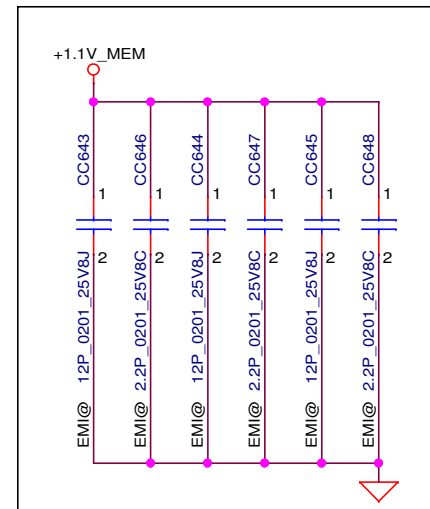 +1.1V_MEM
CC643
1
2
EMI@ 12P_0201_25V8J
CC646
1
2
EMI@ 2.2P_0201_25V8C
CC644
1
2
EMI@ 12P_0201_25V8J
CC647
1
2
EMI@ 2.2P_0201_25V8C
CC645
1
2
EMI@ 12P_0201_25V8J
CC648
1
2
EMI@ 2.2P_0201_25V8C